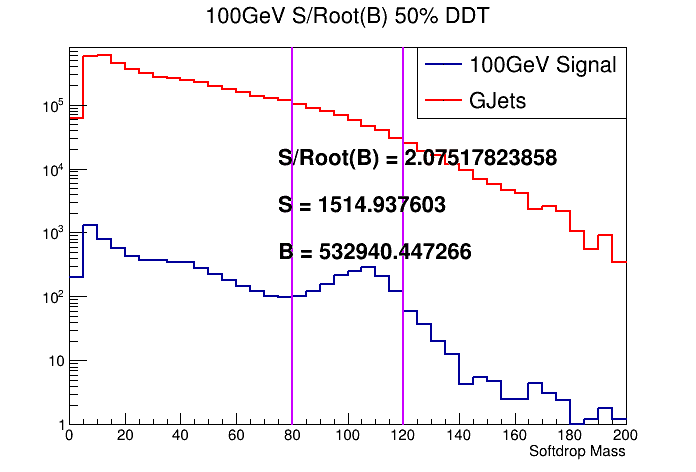 100GeV S/Root(B) 50% DDT
100GeV Signal
GJets
10^5
10^4
10^3
10^2
10
1
S/Root(B) = 2.07517823858
S = 1514.937603
B = 532940.447266
0 20 40 60 80 100 120 140 160 180 200
Softdrop Mass